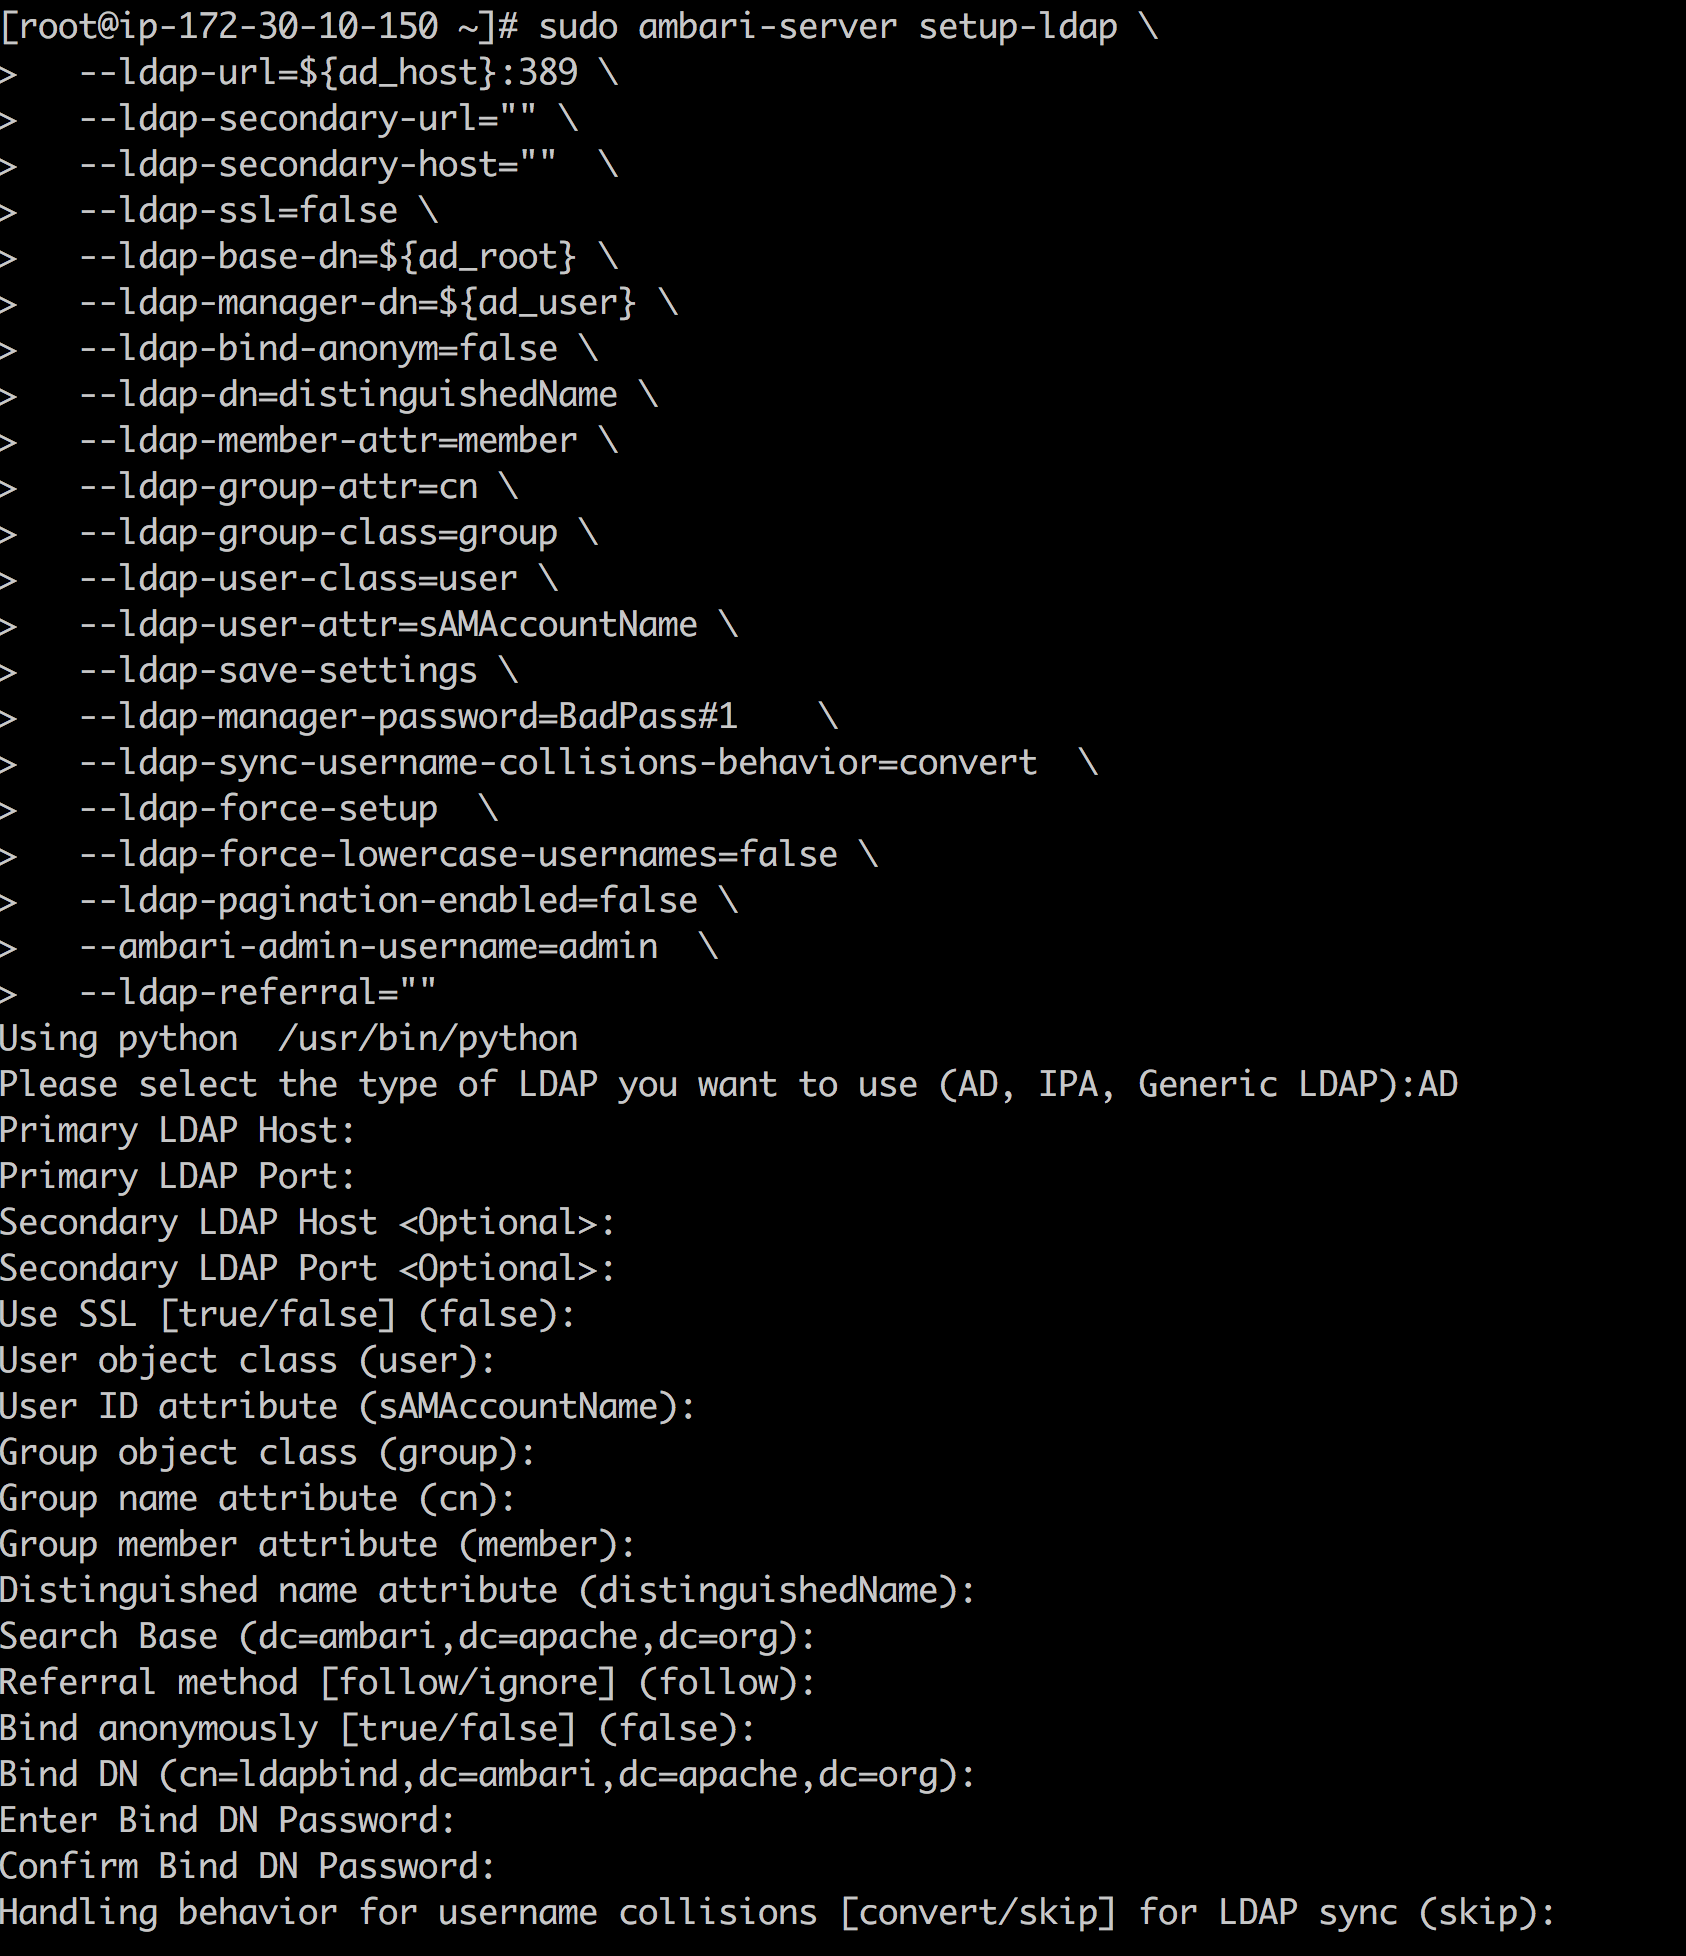 [root@ip-172-30-10-150 ~]# sudo ambari-server setup-ldap \
>   --ldap-url=${ad_host}:389 \
>   --ldap-secondary-url="" \
>   --ldap-secondary-host=""  \
>   --ldap-ssl=false \
>   --ldap-base-dn=${ad_root} \
>   --ldap-manager-dn=${ad_user} \
>   --ldap-bind-anonym=false \
>   --ldap-dn=distinguishedName \
>   --ldap-member-attr=member \
>   --ldap-group-attr=cn \
>   --ldap-group-class=group \
>   --ldap-user-class=user \
>   --ldap-user-attr=sAMAccountName \
>   --ldap-save-settings \
>   --ldap-manager-password=BadPass#1    \
>   --ldap-sync-username-collisions-behavior=convert  \
>   --ldap-force-setup  \
>   --ldap-force-lowercase-usernames=false \
>   --ldap-pagination-enabled=false \
>   --ambari-admin-username=admin  \
>   --ldap-referral=""
Using python  /usr/bin/python
Please select the type of LDAP you want to use (AD, IPA, Generic LDAP):AD
Primary LDAP Host:
Primary LDAP Port:
Secondary LDAP Host <Optional>:
Secondary LDAP Port <Optional>:
Use SSL [true/false] (false):
User object class (user):
User ID attribute (sAMAccountName):
Group object class (group):
Group name attribute (cn):
Group member attribute (member):
Distinguished name attribute (distinguishedName):
Search Base (dc=ambari,dc=apache,dc=org):
Referral method [follow/ignore] (follow):
Bind anonymously [true/false] (false):
Bind DN (cn=ldapbind,dc=ambari,dc=apache,dc=org):
Enter Bind DN Password:
Confirm Bind DN Password:
Handling behavior for username collisions [convert/skip] for LDAP sync (skip):